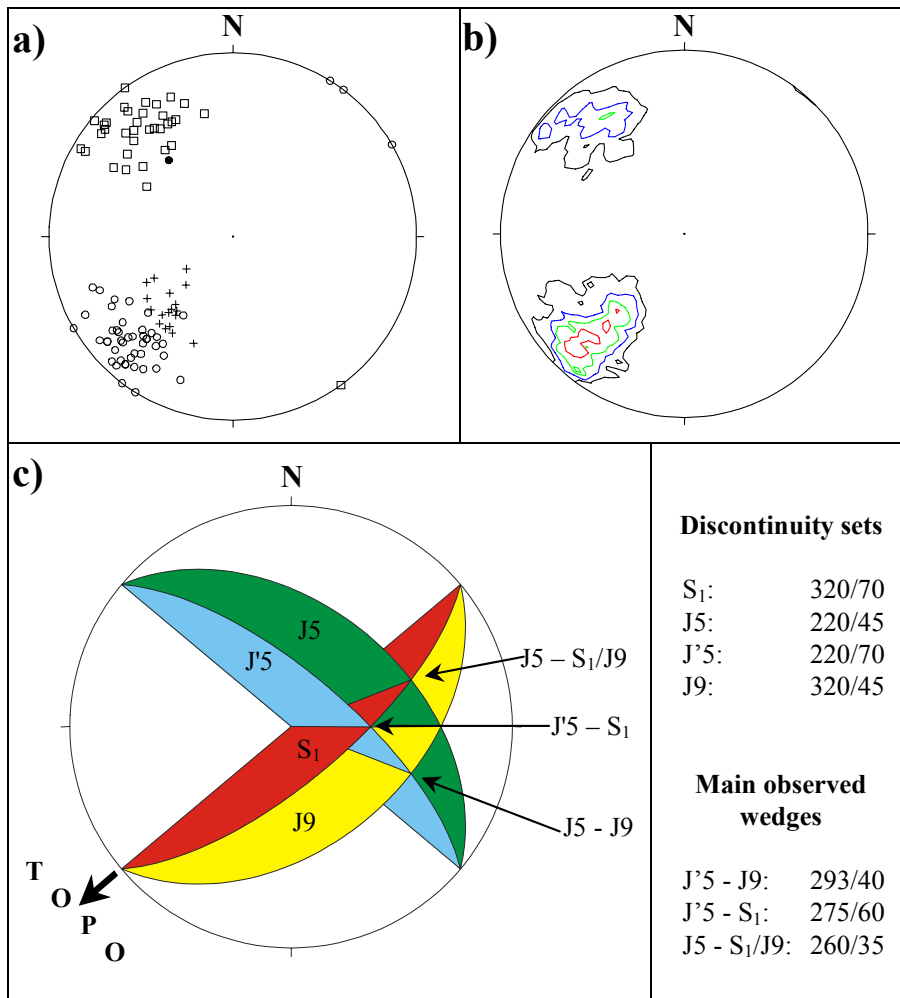 a)
N
b)
N
c)
N
J5
J'5
J5 – S1/J9
J'5 – S1
S1
J9
J5 - J9
T
O
P
O
Discontinuity sets
S1: 320/70
J5: 220/45
J’5: 220/70
J9: 320/45
Main observed
wedges
J’5 - J9: 293/40
J’5 - S1: 275/60
J5 - S1/J9: 260/35